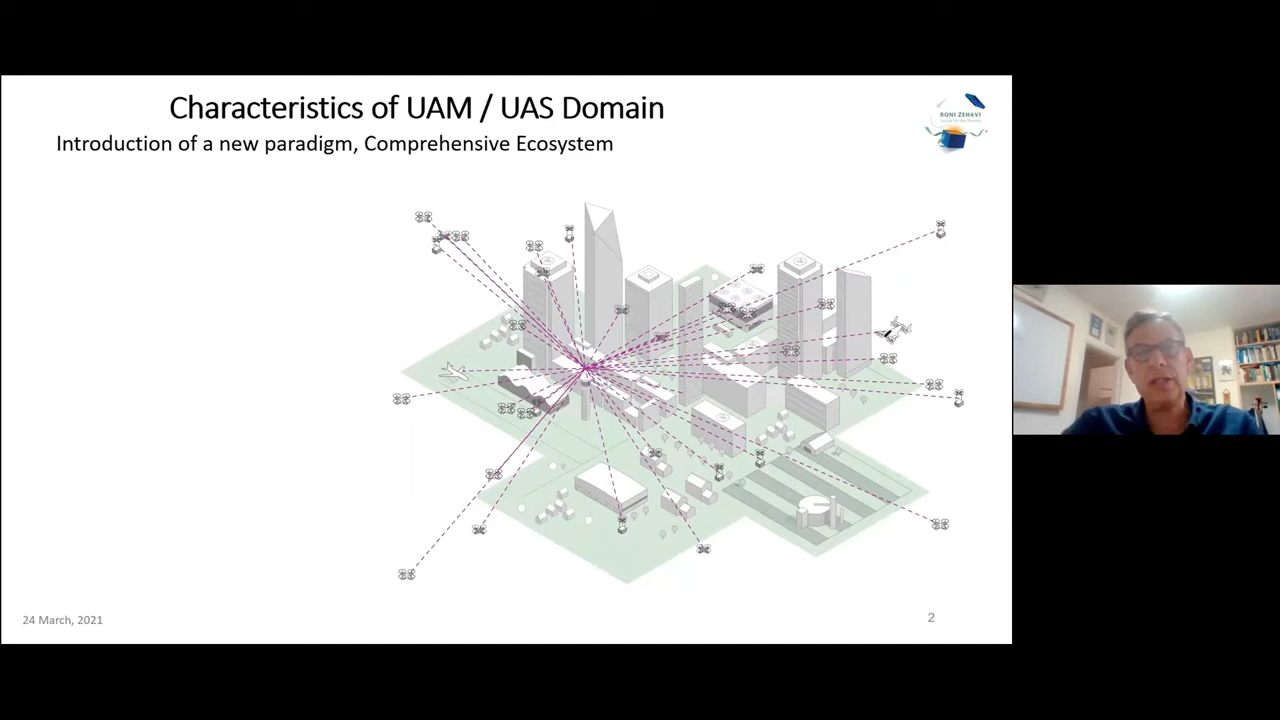 Characteristics of UAM / UAS Domain
Introduction of a new paradigm, Comprehensive Ecosystem
RONI ZEHAVI
24 March, 2021
2